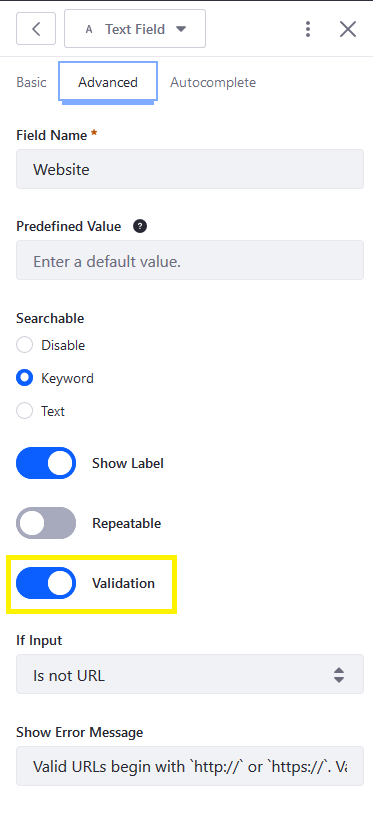 A Text Field
Basic Advanced Autocomplete
Field Name *
Website
Predefined Value ?
Enter a default value.
Searchable
Disable
Keyword
Text
Show Label
Repeatable
Validation
If Input
Is not URL
Show Error Message
Valid URLs begin with `http://` or `https://`. Va